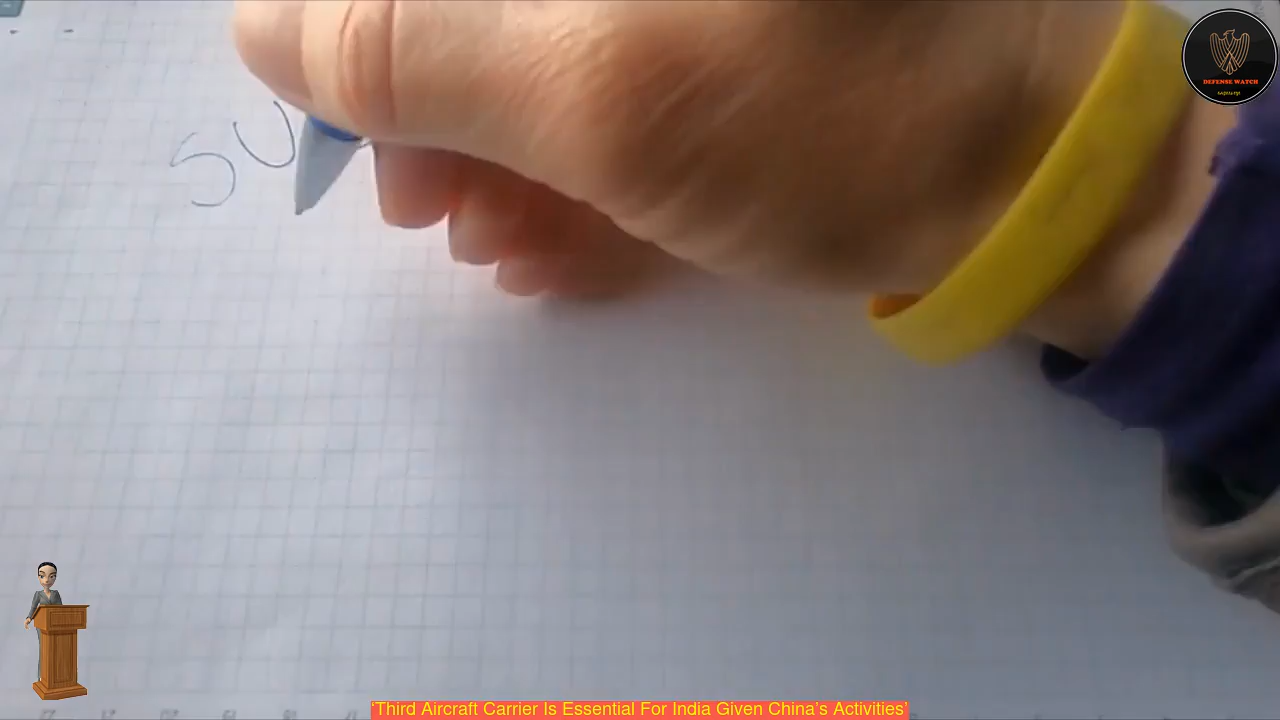 SU
DEFENSE WATCH
'Third Aircraft Carrier Is Essential For India Given China's Activities'